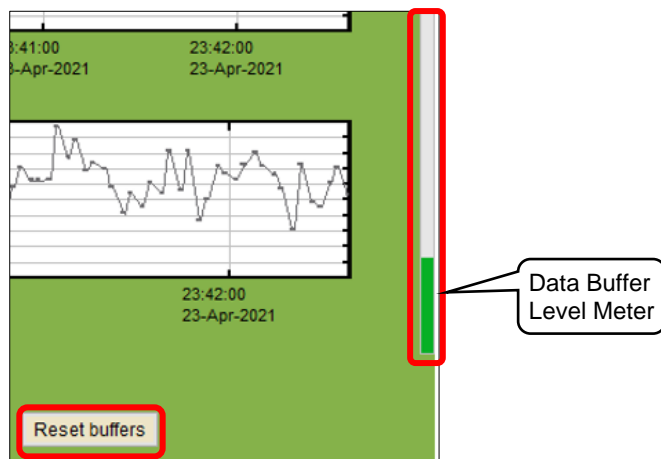 3:41:00
23:42:00
3-Apr-2021
23-Apr-2021
23:42:00
23-Apr-2021
Data Buffer
Level Meter
Reset buffers